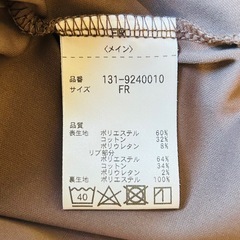 FR
〈メイン〉
品番 131-9240010
サイズ FR
品質
表生地 ポリエステル 60%
コットン 32%
ポリウレタン 8%
リブ部分
ポリエステル 64%
コットン 34%
ポリウレタン 2%
裏生地 ポリエステル 100%
40